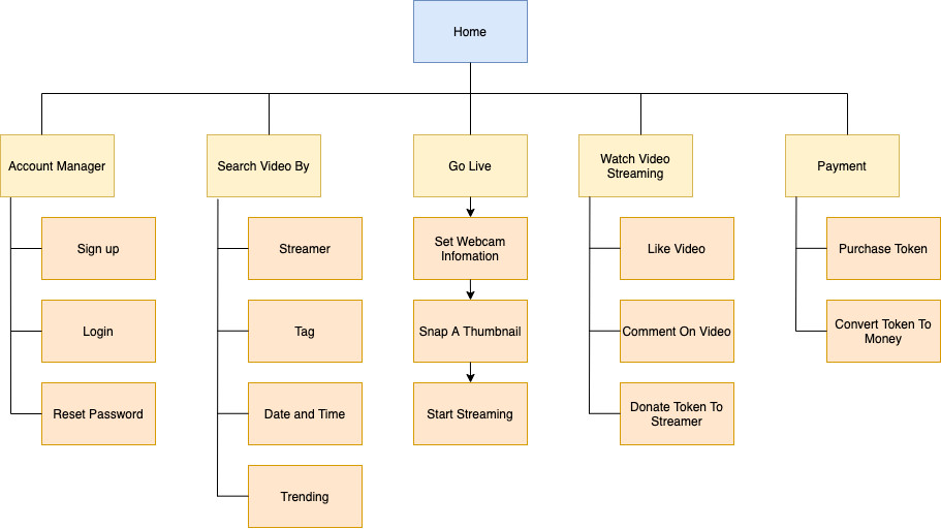 Home
Account Manager
Search Video By
Go Live
Watch Video
Streaming
Payment
Sign up
Streamer
Set Webcam
Infomation
Like Video
Purchase Token
Login
Tag
Snap A Thumbnail
Comment On Video
Convert Token To
Money
Reset Password
Date and Time
Start Streaming
Donate Token To
Streamer
Trending